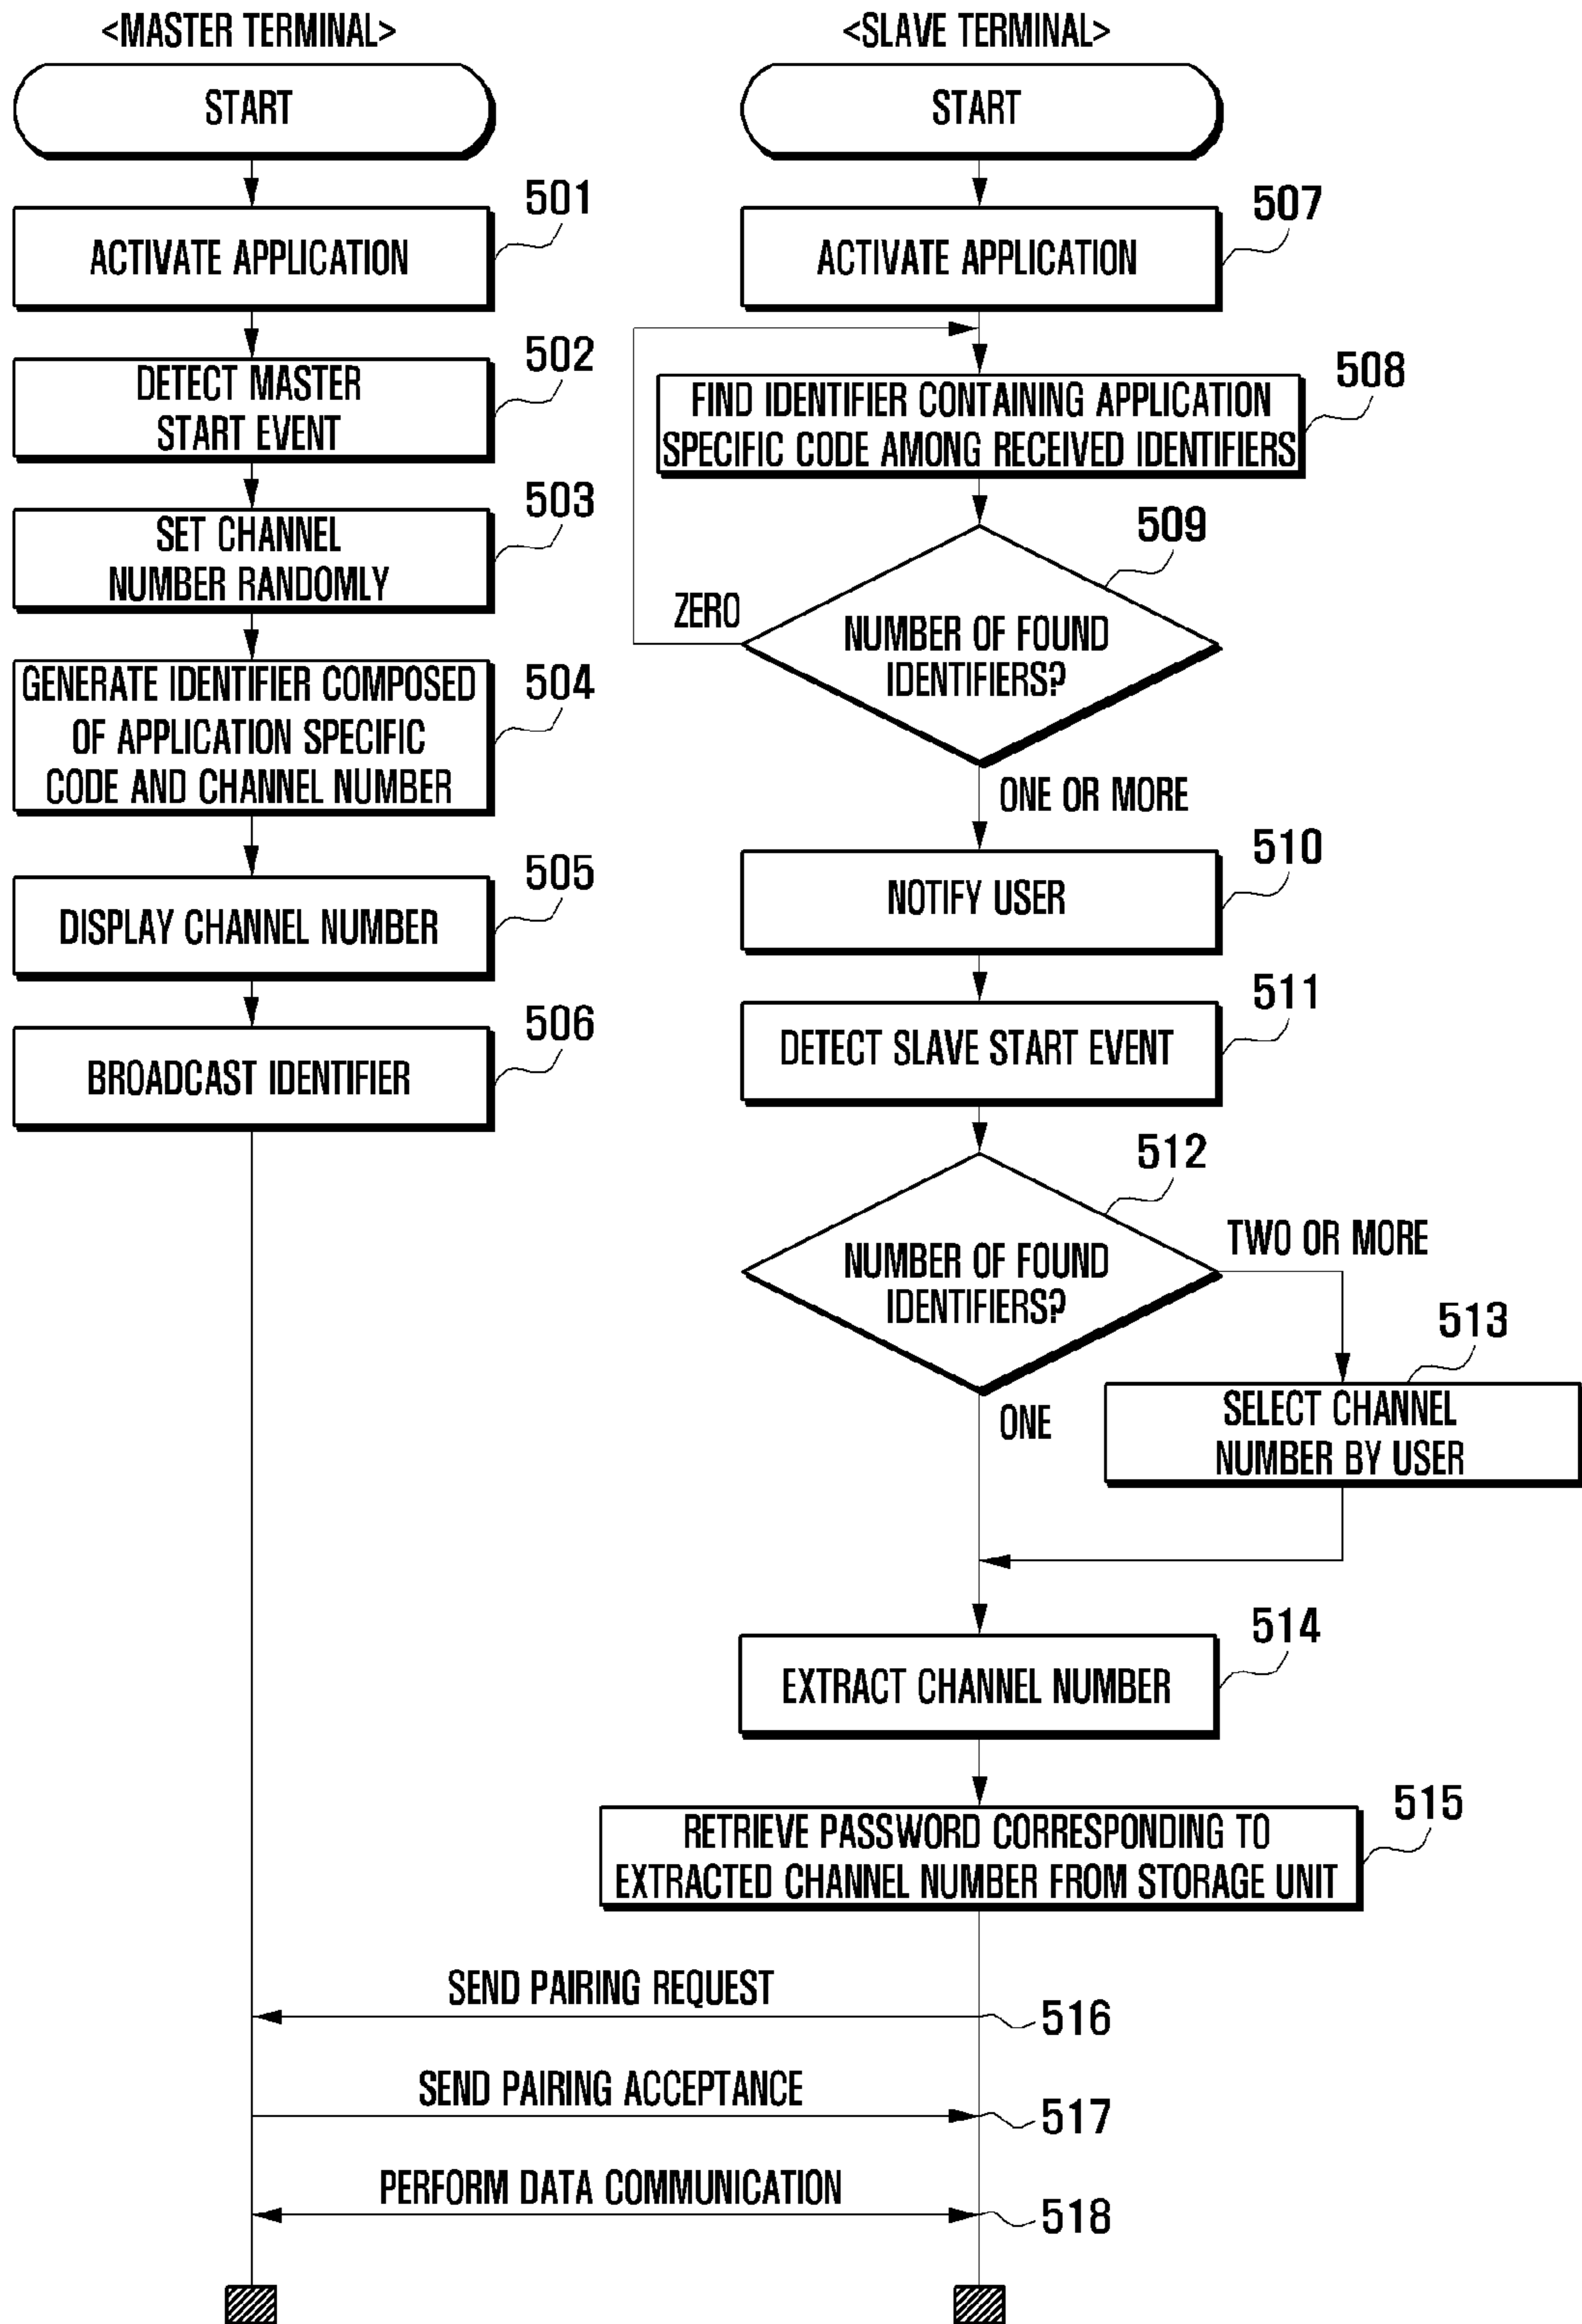 <MASTER TERMINAL>
START
501
ACTIVATE APPLICATION
502
DETECT MASTER
START EVENT
503
SET CHANNEL
NUMBER RANDOMLY
504
GENERATE IDENTIFIER COMPOSED
OF APPLICATION SPECIFIC
CODE AND CHANNEL NUMBER
505
DISPLAY CHANNEL NUMBER
506
BROADCAST IDENTIFIER
<SLAVE TERMINAL>
START
507
ACTIVATE APPLICATION
508
FIND IDENTIFIER CONTAINING APPLICATION
SPECIFIC CODE AMONG RECEIVED IDENTIFIERS
509
ZERO
NUMBER OF FOUND
IDENTIFIERS?
ONE OR MORE
510
NOTIFY USER
511
DETECT SLAVE START EVENT
512
TWO OR MORE
NUMBER OF FOUND
IDENTIFIERS?
513
ONE
SELECT CHANNEL
NUMBER BY USER
514
EXTRACT CHANNEL NUMBER
515
RETRIEVE PASSWORD CORRESPONDING TO
EXTRACTED CHANNEL NUMBER FROM STORAGE UNIT
SEND PAIRING REQUEST
516
SEND PAIRING ACCEPTANCE
517
PERFORM DATA COMMUNICATION
518